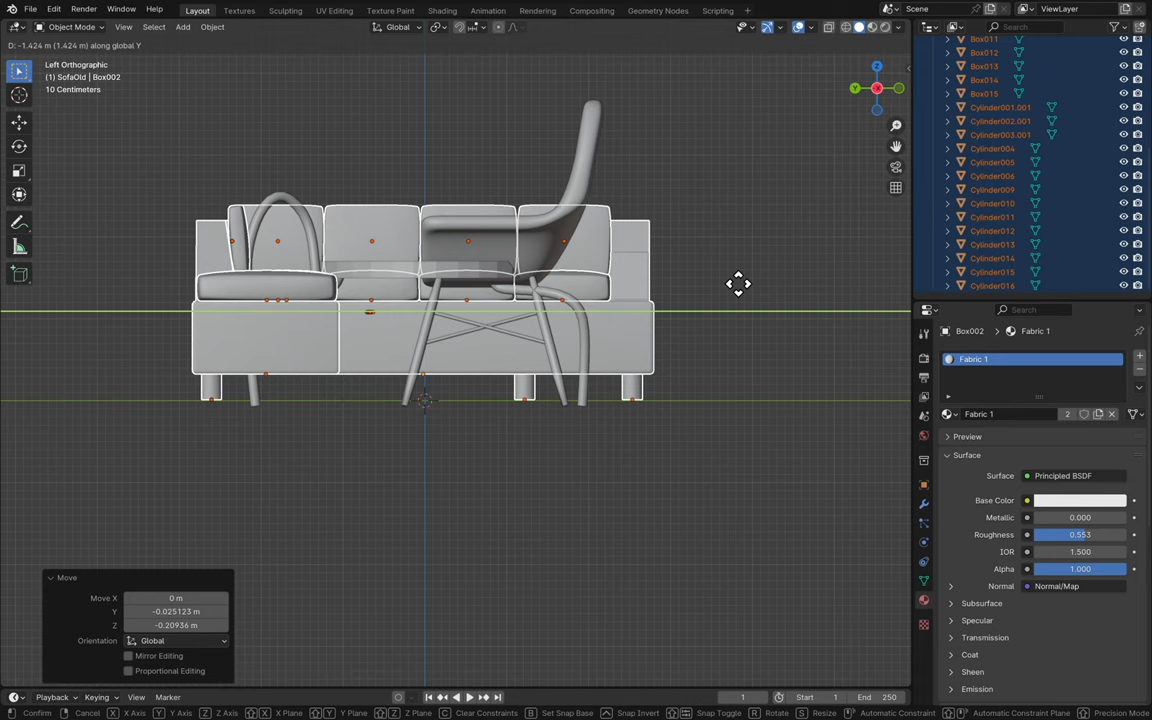 File Edit Render Window Help Layout Textures Sculpting UV Editing Texture Paint Shading Animation Rendering Compositing Geometry Nodes Scripting + Scene ViewLayer
Object Mode View Select Add Object Global
D: -1.424 m (1.424 m) along global Y
Left Orthographic
(1) SofaOld | Box002
10 Centimeters
Z
Y
X
Box011
Box012
Box013
Box014
Box015
Cylinder001.001
Cylinder002.001
Cylinder003.001
Cylinder004
Cylinder005
Cylinder006
Cylinder009
Cylinder010
Cylinder011
Cylinder012
Cylinder013
Cylinder014
Cylinder015
Cylinder016
Search
Box002 Fabric 1
Fabric 1
Fabric 1 2
Preview
Surface
Surface Principled BSDF
Base Color
Metallic 0.000
Roughness 0.553
IOR 1.500
Alpha 1.000
Normal Normal/Map
Subsurface
Specular
Transmission
Coat
Sheen
Emission
Move
Move X 0 m
Y -0.025123 m
Z -0.20936 m
Orientation Global
Mirror Editing
Proportional Editing
Playback Keying View Marker 1 Start 1 End 250
Confirm Cancel X X Axis Y Y Axis Z Z Axis X X Plane Y Y Plane Z Z Plane C Clear Constraints B Set Snap Base Snap Invert Snap Toggle R Rotate S Resize Automatic Constraint Automatic Constraint Plane Precision Mode